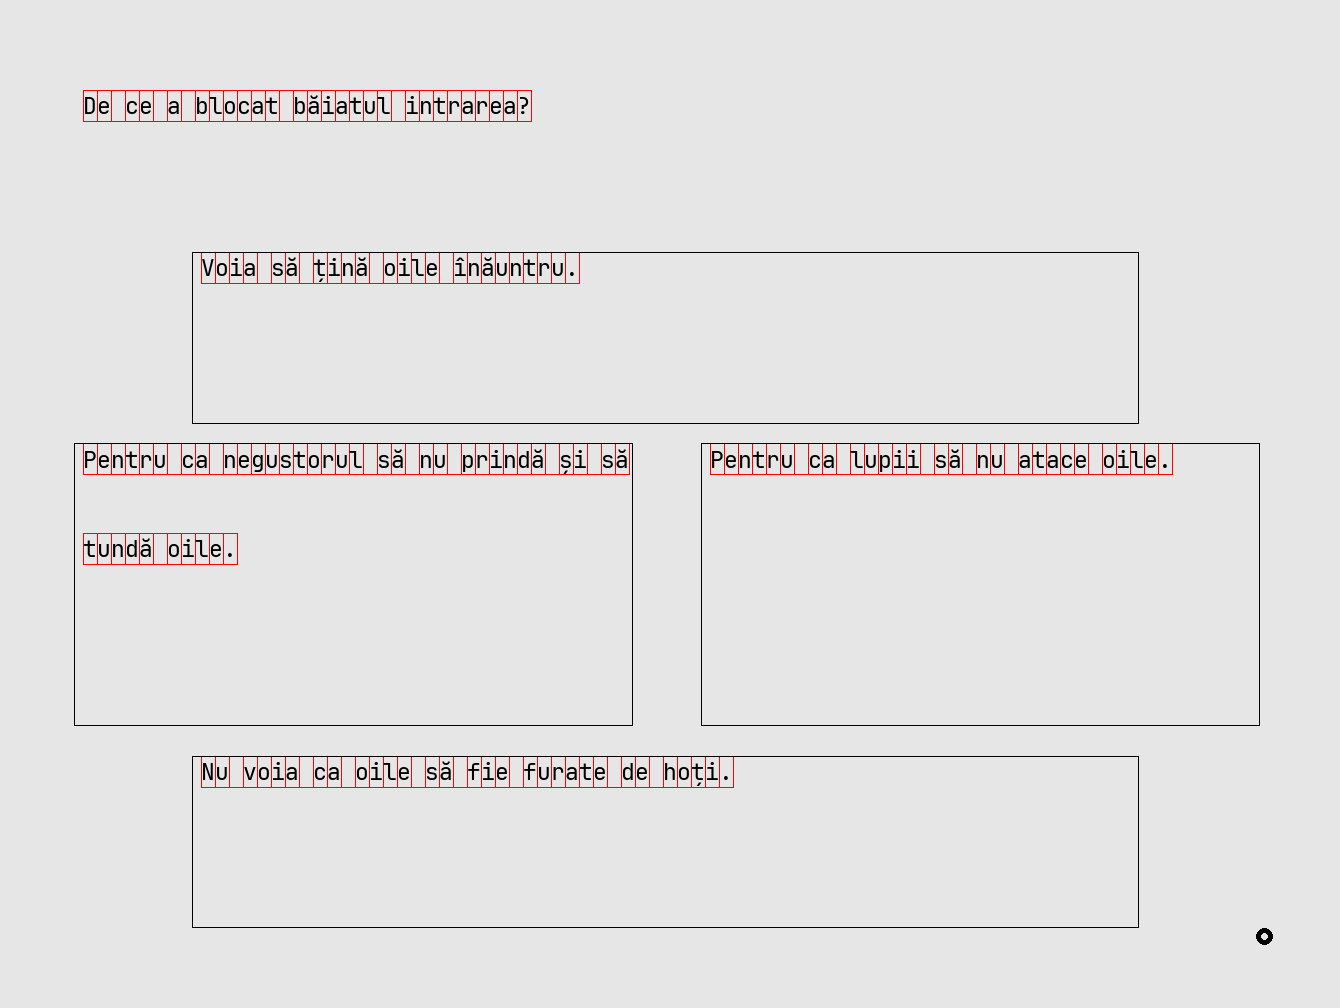 De ce a blocat băiatul intrarea?
Voia să țină oile înăuntru.
Pentru ca negustorul să nu prindă și să
tundă oile.
Pentru ca lupii să nu atace oile.
Nu voia ca oile să fie furate de hoți.